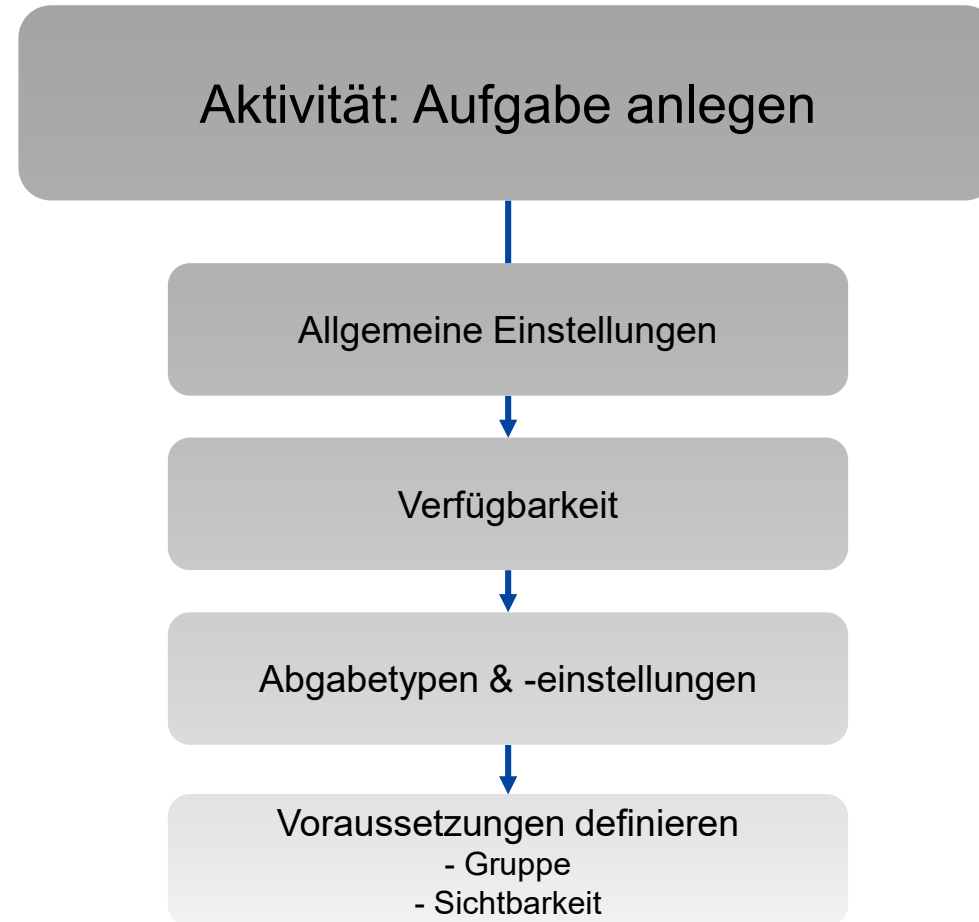 Aktivität: Aufgabe anlegen
Allgemeine Einstellungen
Verfügbarkeit
Abgabetypen & -einstellungen
Voraussetzungen definieren
- Gruppe
- Sichtbarkeit